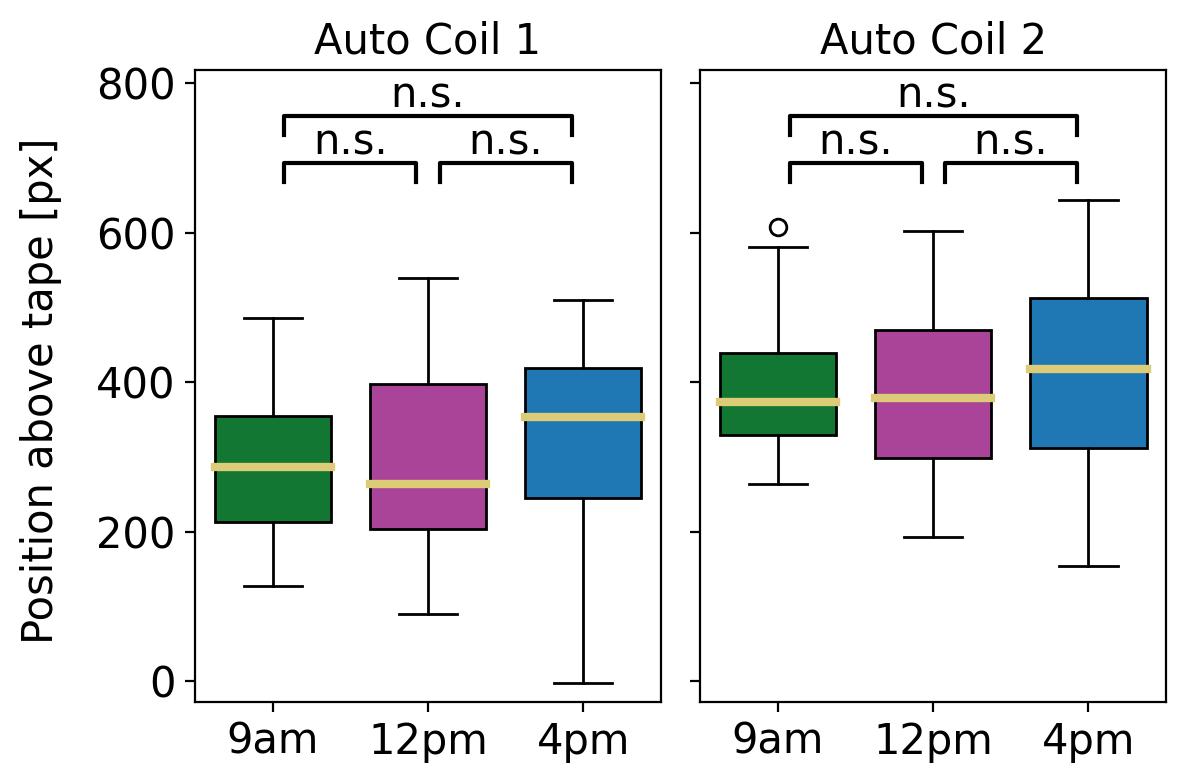 Auto Coil 1
Auto Coil 2
Position above tape [px]
800
600
400
200
0
n.s.
n.s. n.s.
n.s.
n.s. n.s.
9am 12pm 4pm
9am 12pm 4pm